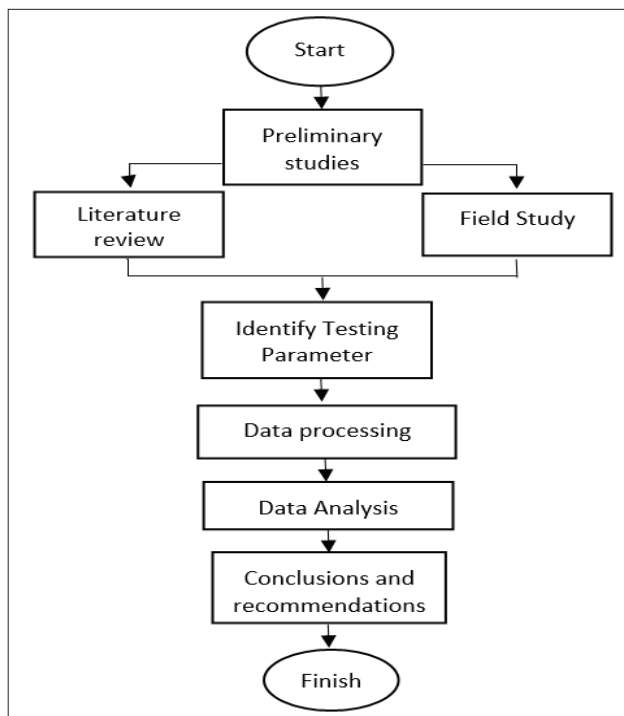 Start
Preliminary
studies
Literature
review
Field Study
Identify Testing
Parameter
Data processing
Data Analysis
Conclusions and
recommendations
Finish